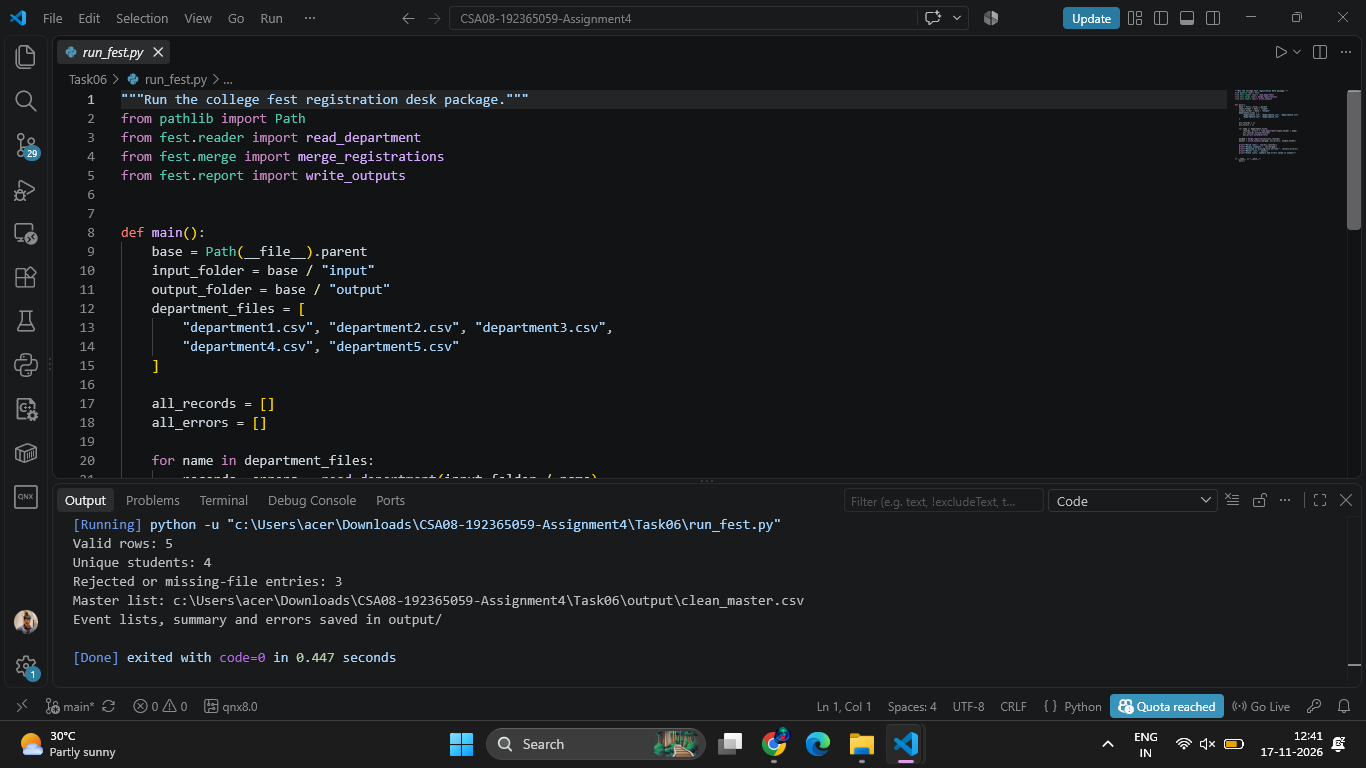 File Edit Selection View Go Run ··· CSA08-192365059-Assignment4 Update
run_fest.py
Task06 > run_fest.py > ...
1 """Run the college fest registration desk package."""
2 from pathlib import Path
3 from fest.reader import read_department
4 from fest.merge import merge_registrations
5 from fest.report import write_outputs
6
7
8 def main():
9 base = Path(__file__).parent
10 input_folder = base / "input"
11 output_folder = base / "output"
12 department_files = [
13 "department1.csv", "department2.csv", "department3.csv",
14 "department4.csv", "department5.csv"
15 ]
16
17 all_records = []
18 all_errors = []
19
20 for name in department_files:
21 records, errors = read_department(input_folder / name)
29
QNX
1
Output Problems Terminal Debug Console Ports Filter (e.g. text, !excludeText, t... Code
[Running] python -u "c:\Users\acer\Downloads\CSA08-192365059-Assignment4\Task06\run_fest.py"
Valid rows: 5
Unique students: 4
Rejected or missing-file entries: 3
Master list: c:\Users\acer\Downloads\CSA08-192365059-Assignment4\Task06\output\clean_master.csv
Event lists, summary and errors saved in output/
[Done] exited with code=0 in 0.447 seconds
main* 0 0 qnx8.0 Ln 1, Col 1 Spaces: 4 UTF-8 CRLF { } Python Quota reached Go Live
30°C
Partly sunny
Search
ENG
IN
12:41
17-11-2026